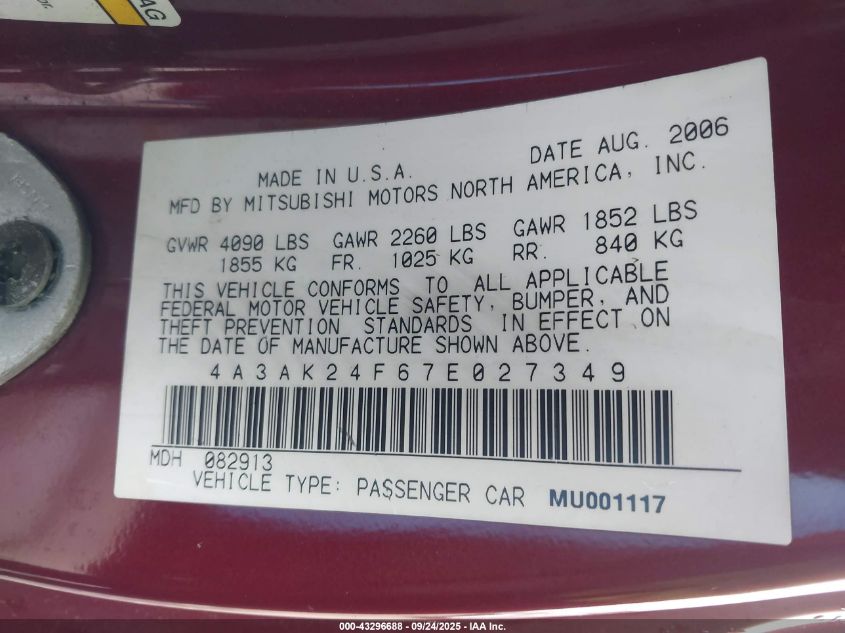 AG
or.
DATE AUG. 2006
MADE IN U.S.A.
MFD BY MITSUBISHI MOTORS NORTH AMERICA, INC.
GVWR 4090 LBS GAWR 2260 LBS GAWR 1852 LBS
1855 KG FR. 1025 KG RR. 840 KG
THIS VEHICLE CONFORMS TO ALL APPLICABLE
FEDERAL MOTOR VEHICLE SAFETY, BUMPER, AND
THEFT PREVENTION STANDARDS IN EFFECT ON
THE DATE OF MANUFACTURE SHOWN ABOVE.
4A3AK24F67E027349
MDH 082913
VEHICLE TYPE: PASSENGER CAR MU001117
000-43296688 - 09/24/2025 - IAA Inc.